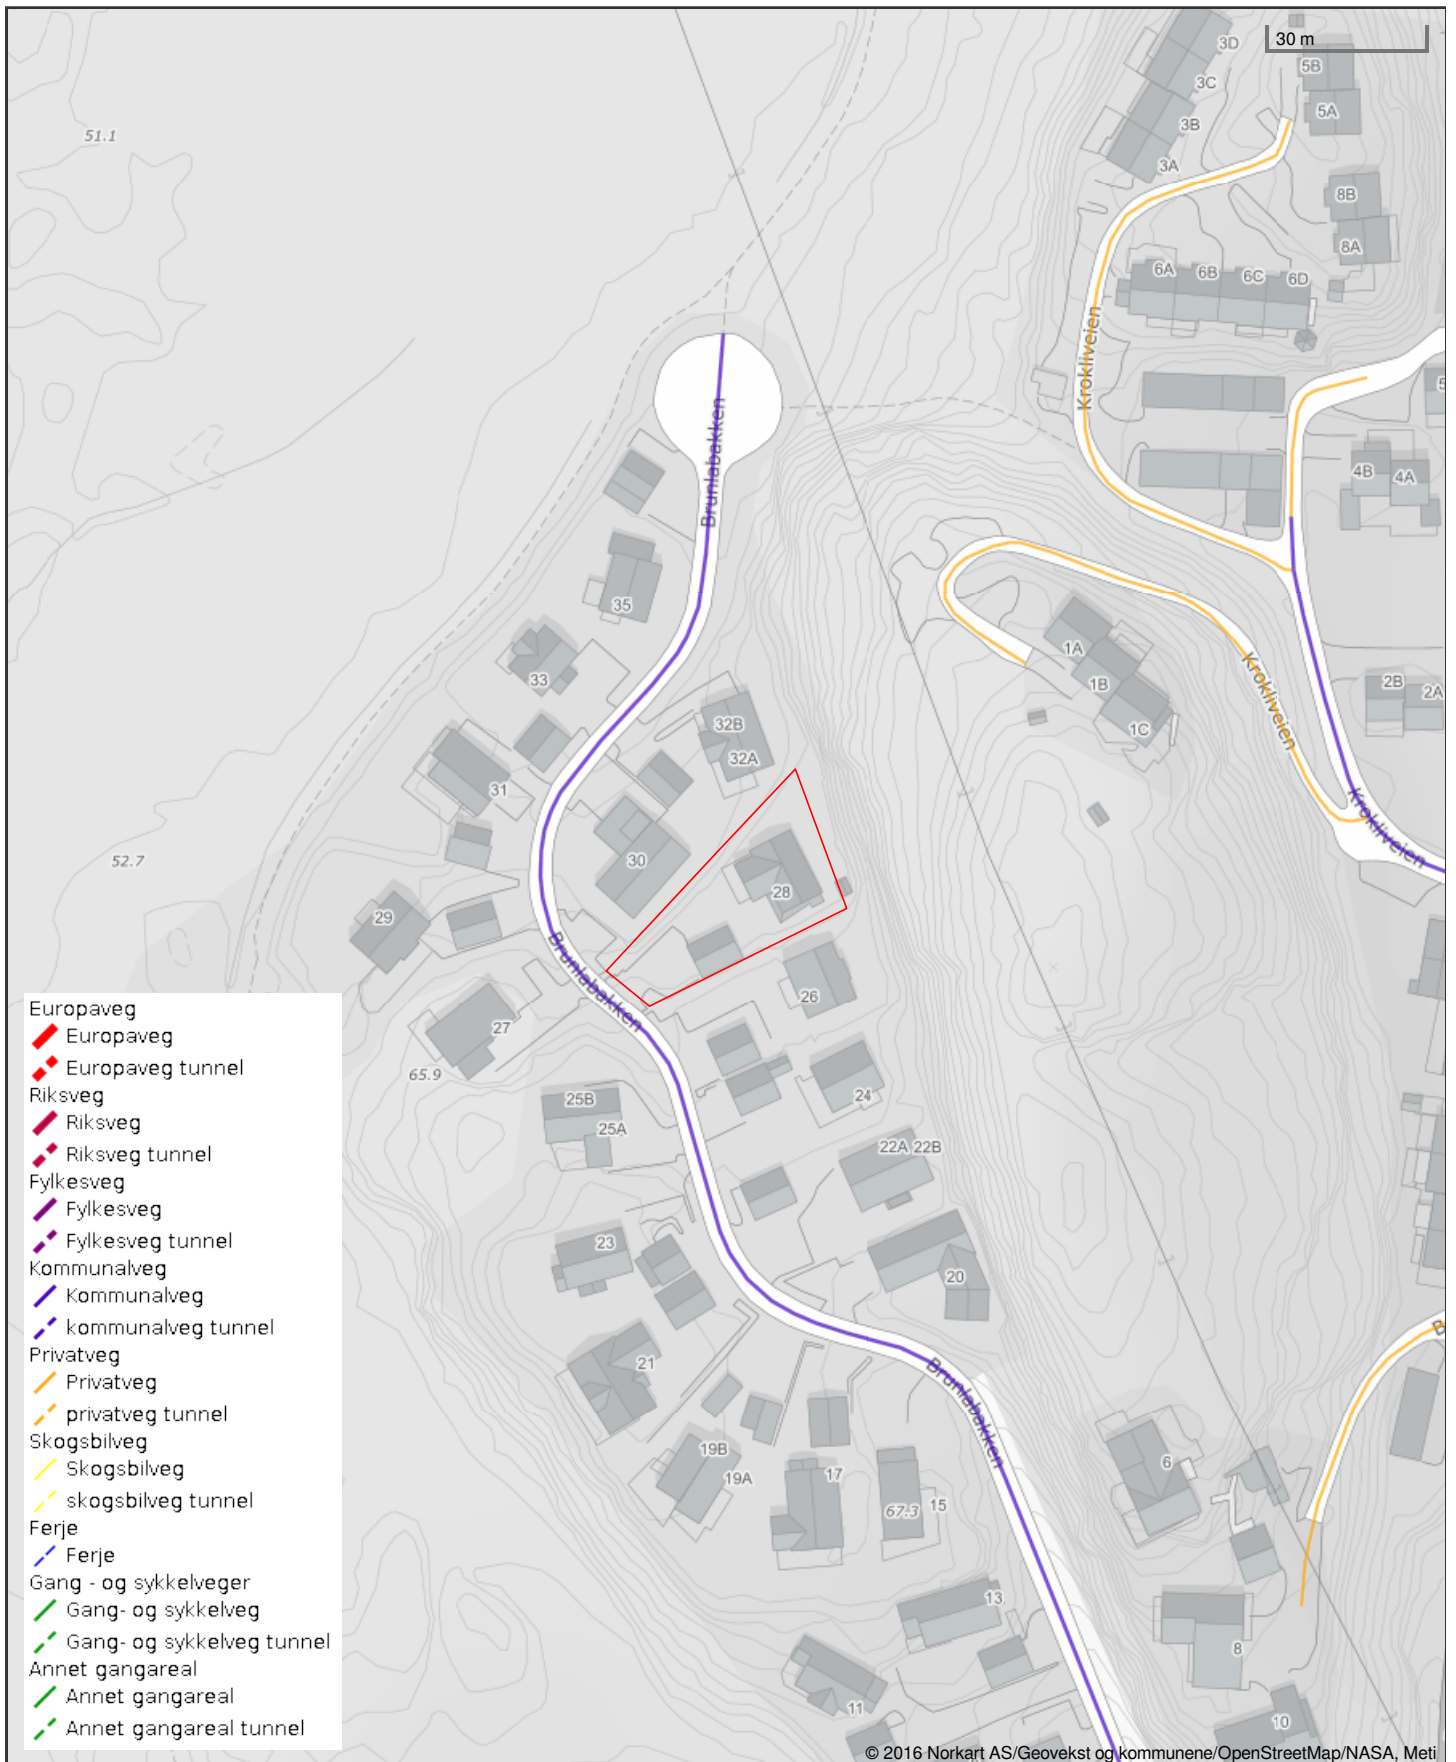 30 m
3D
5B
3C
5A
3B
51.1
3A
8B
8A
6A
6B
6C
6D
Krokliveien
Brunlabakken
4B
4A
35
1A
33
1B
2B
2A
Krokliveien
1C
32B
32A
31
Krokliveien
30
52.7
28
29
Brunlabakken
26
27
65.9
24
25B
25A
22A 22B
23
20
21
Brunlabakken
19B
19A
17
67.3
15
6
13
8
11
10
Europaveg
Europaveg
Europaveg tunnel
Riksveg
Riksveg
Riksveg tunnel
Fylkesveg
Fylkesveg
Fylkesveg tunnel
Kommunalveg
Kommunalveg
kommunalveg tunnel
Privatveg
Privatveg
privatveg tunnel
Skogsbilveg
Skogsbilveg
skogsbilveg tunnel
Ferje
Ferje
Gang - og sykkelveger
Gang- og sykkelveg
Gang- og sykkelveg tunnel
Annet gangareal
Annet gangareal
Annet gangareal tunnel
© 2016 Norkart AS/Geovekst og kommunene/OpenStreetMap/NASA, Meti